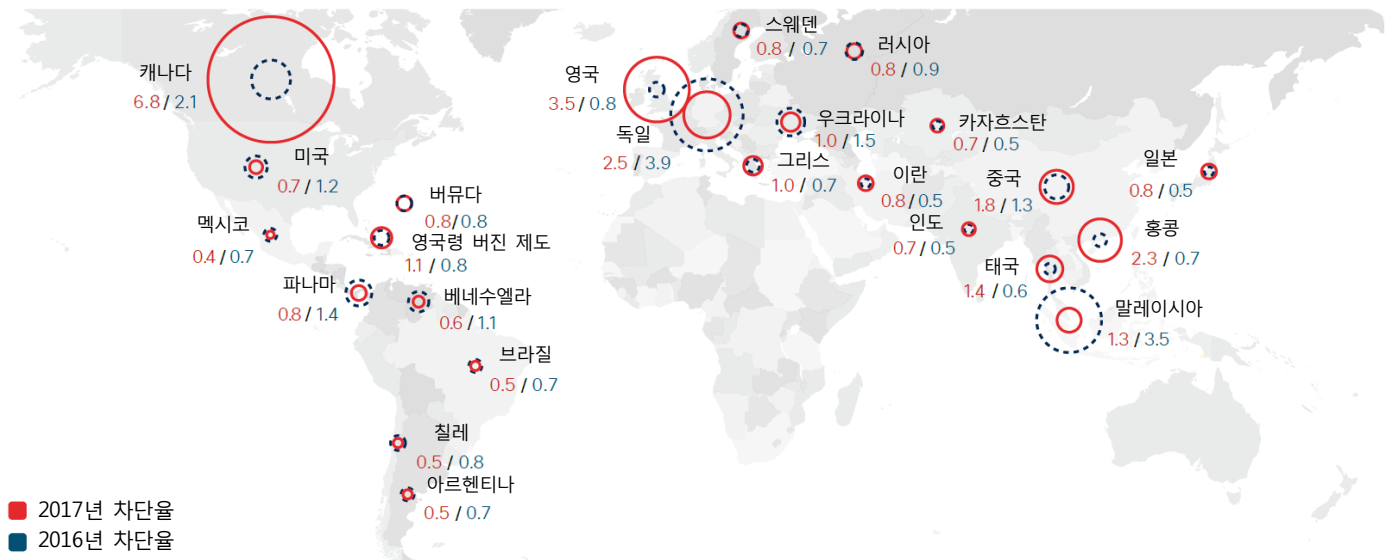 스웨덴
0.8 / 0.7
러시아
0.8 / 0.9
캐나다
6.8 / 2.1
영국
3.5 / 0.8
독일
2.5 / 3.9
우크라이나
1.0 / 1.5
카자흐스탄
0.7 / 0.5
미국
0.7 / 1.2
그리스
1.0 / 0.7
이란
0.8 / 0.5
중국
1.8 / 1.3
일본
0.8 / 0.5
버뮤다
0.8/0.8
멕시코
0.4 / 0.7
영국령 버진 제도
1.1 / 0.8
인도
0.7 / 0.5
홍콩
2.3 / 0.7
태국
1.4 / 0.6
파나마
0.8 / 1.4
베네수엘라
0.6 / 1.1
말레이시아
1.3 / 3.5
브라질
0.5 / 0.7
칠레
0.5 / 0.8
아르헨티나
0.5 / 0.7
2017년 차단율
2016년 차단율